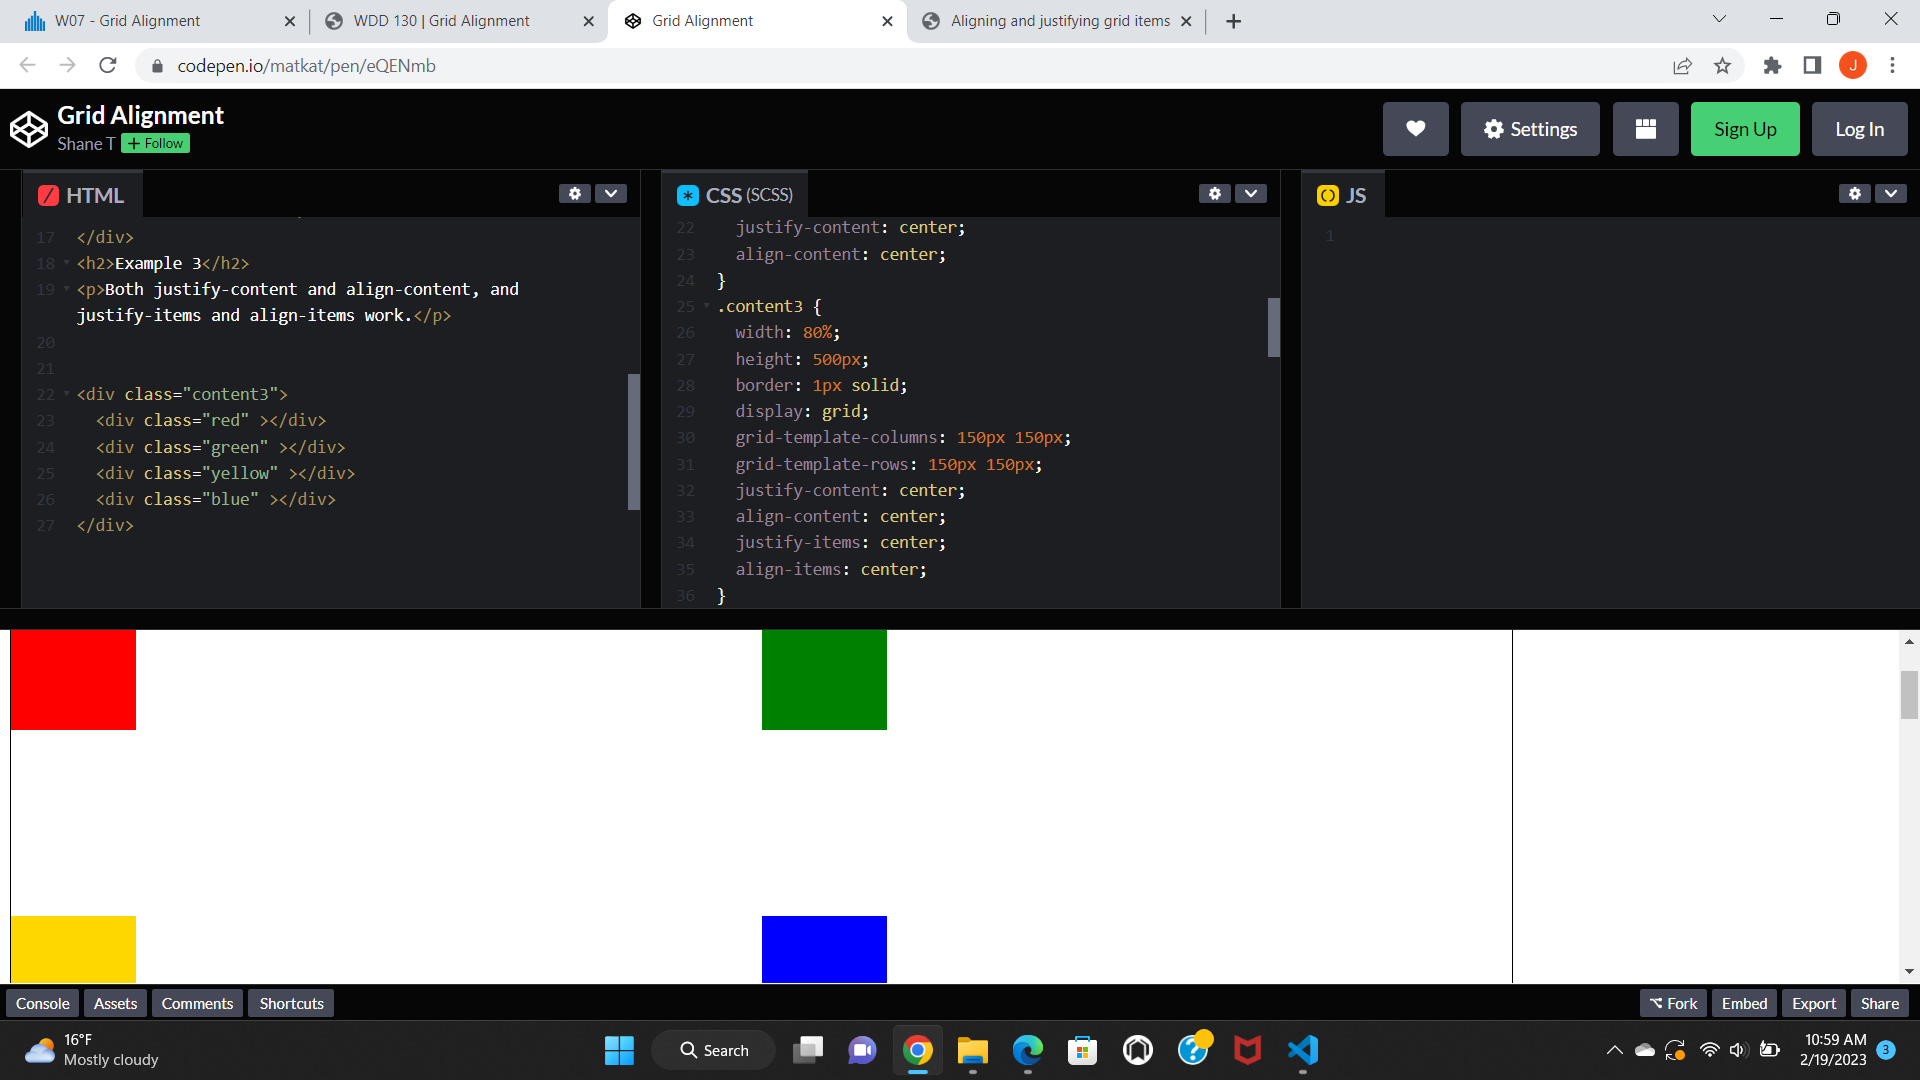 W07 - Grid Alignment
WDD 130 | Grid Alignment
Grid Alignment
Aligning and justifying grid items
codepen.io/matkat/pen/eQENmb
J
Grid Alignment
Shane T
+ Follow
Settings
Sign Up
Log In
HTML
17 </div>
18 <h2>Example 3</h2>
19 <p>Both justify-content and align-content, and
justify-items and align-items work.</p>
20
21
22 <div class="content3">
23 <div class="red" ></div>
24 <div class="green" ></div>
25 <div class="yellow" ></div>
26 <div class="blue" ></div>
27 </div>
CSS (SCSS)
22 justify-content: center;
23 align-content: center;
24 }
25 .content3 {
26 width: 80%;
27 height: 500px;
28 border: 1px solid;
29 display: grid;
30 grid-template-columns: 150px 150px;
31 grid-template-rows: 150px 150px;
32 justify-content: center;
33 align-content: center;
34 justify-items: center;
35 align-items: center;
36 }
JS
1
Console
Assets
Comments
Shortcuts
Fork
Embed
Export
Share
16°F
Mostly cloudy
Search
10:59 AM
2/19/2023
3